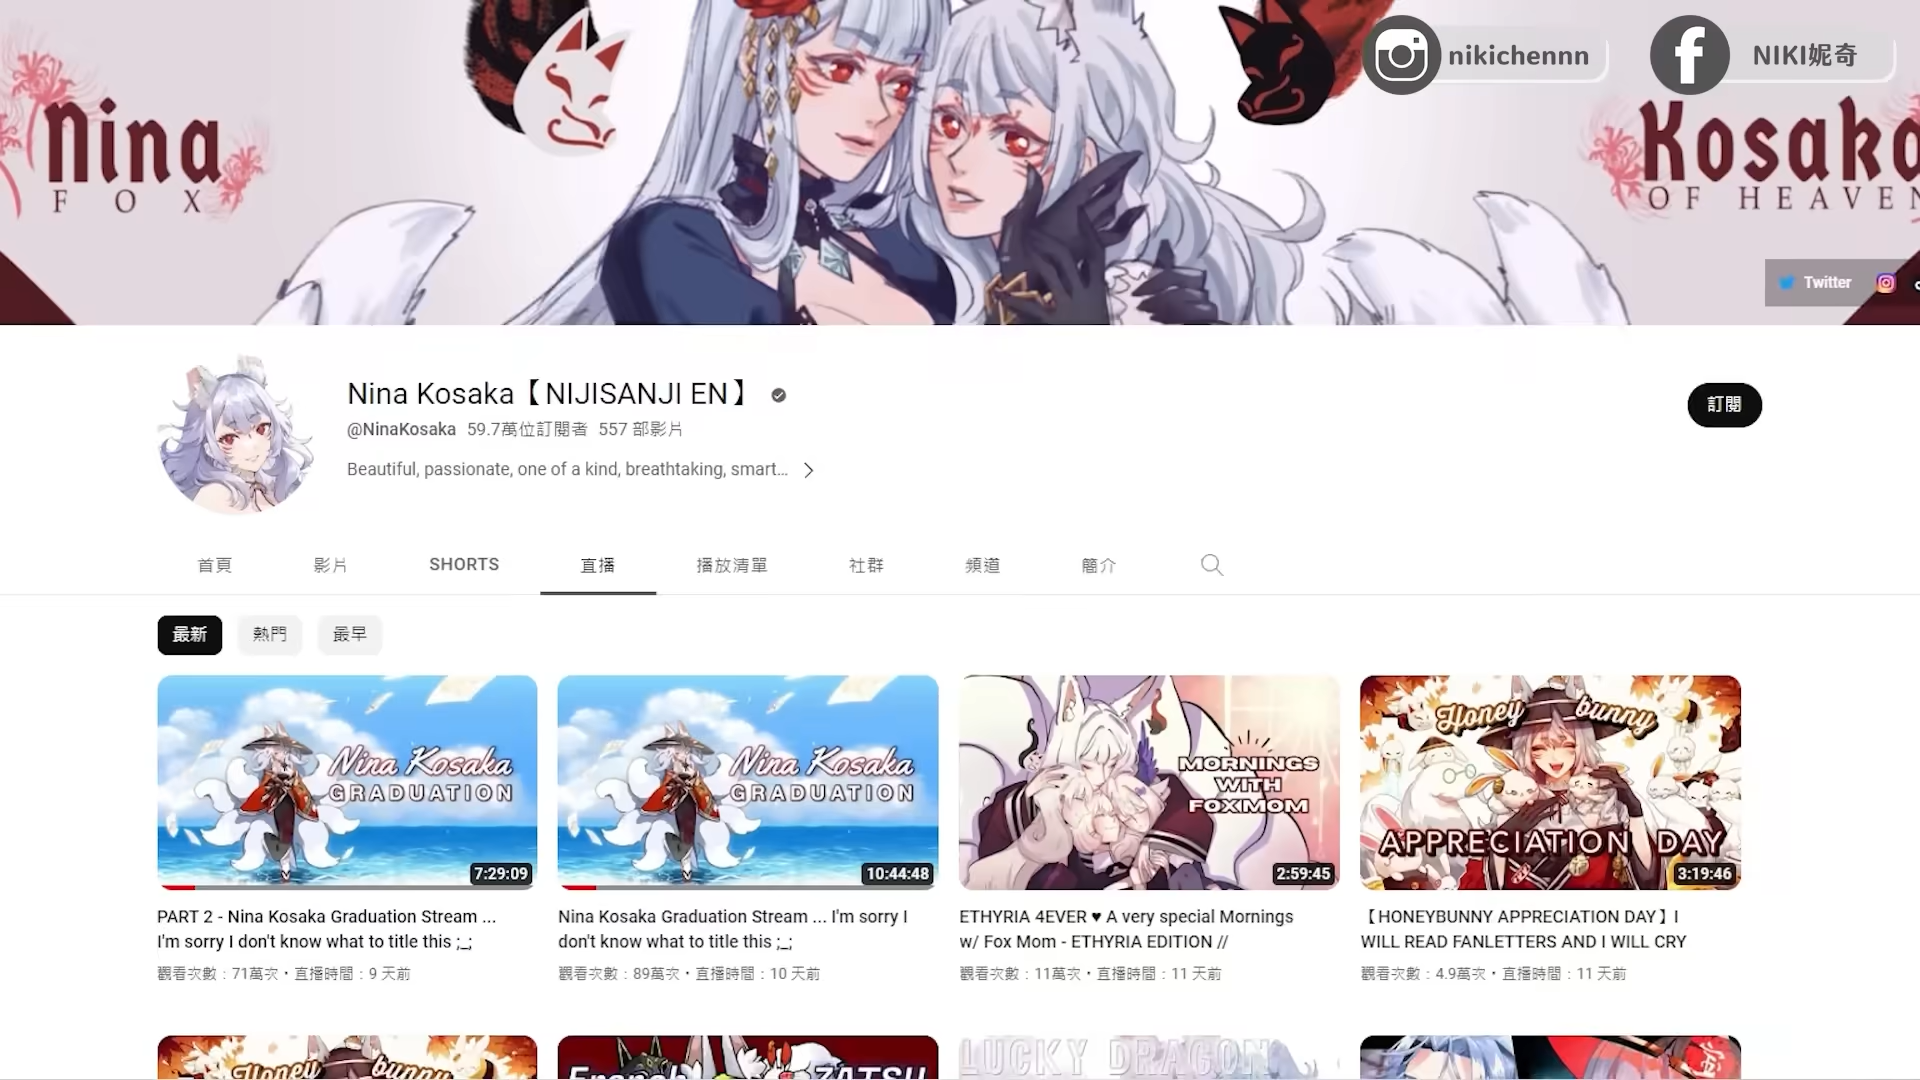 nikichennn
NIKI妮奇
Nina
FOX
Kosaka
OF HEAVEN
Twitter
Nina Kosaka【NIJISANJI EN】
@NinaKosaka 59.7萬位訂閱者 557 部影片
Beautiful, passionate, one of a kind, breathtaking, smart...
訂閱
首頁 影片 SHORTS 直播 播放清單 社群 頻道 簡介
最新 熱門 最早
Nina Kosaka
GRADUATION
7:29:09
Nina Kosaka
GRADUATION
10:44:48
MORNINGS
WITH
FOXMOM
2:59:45
Honey bunny
APPRECIATION DAY
3:19:46
PART 2 - Nina Kosaka Graduation Stream ...
I'm sorry I don't know what to title this ;_;
觀看次數：71萬次・直播時間：9 天前
Nina Kosaka Graduation Stream ... I'm sorry I
don't know what to title this ;_;
觀看次數：89萬次・直播時間：10 天前
ETHYRIA 4EVER ♥ A very special Mornings
w/ Fox Mom - ETHYRIA EDITION //
觀看次數：11萬次・直播時間：11 天前
【HONEYBUNNY APPRECIATION DAY】I
WILL READ FANLETTERS AND I WILL CRY
觀看次數：4.9萬次・直播時間：11 天前
Honey bunny
French ZATSU
LUCKY DRAGON